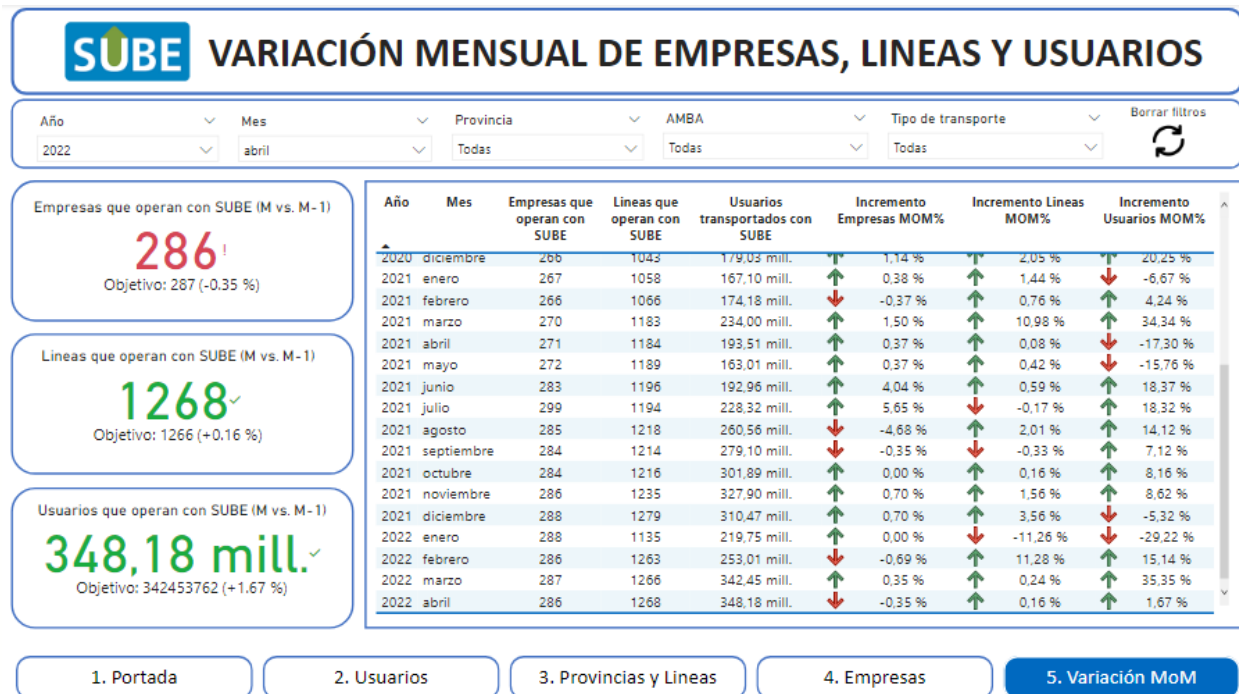 SUBE VARIACIÓN MENSUAL DE EMPRESAS, LINEAS Y USUARIOS
Año Mes Provincia AMBA Tipo de transporte Borrar filtros
2022 abril Todas Todas Todas
Empresas que operan con SUBE (M vs. M-1)
286!
Objetivo: 287 (-0.35 %)
Lineas que operan con SUBE (M vs. M-1)
1268
Objetivo: 1266 (+0.16 %)
Usuarios que operan con SUBE (M vs. M-1)
348,18 mill.
Objetivo: 342453762 (+1.67 %)
Año Mes Empresas que Lineas que Usuarios Incremento Incremento Lineas Incremento
operan con operan con transportados con Empresas MOM% MOM% Usuarios MOM%
SUBE SUBE SUBE
2020 diciembre 266 1043 179,03 mill. 1,14 % 2,05 % 20,25 %
2021 enero 267 1058 167,10 mill. 0,38 % 1,44 % -6,67 %
2021 febrero 266 1066 174,18 mill. -0,37 % 0,76 % 4,24 %
2021 marzo 270 1183 234,00 mill. 1,50 % 10,98 % 34,34 %
2021 abril 271 1184 193,51 mill. 0,37 % 0,08 % -17,30 %
2021 mayo 272 1189 163,01 mill. 0,37 % 0,42 % -15,76 %
2021 junio 283 1196 192,96 mill. 4,04 % 0,59 % 18,37 %
2021 julio 299 1194 228,32 mill. 5,65 % -0,17 % 18,32 %
2021 agosto 285 1218 260,56 mill. -4,68 % 2,01 % 14,12 %
2021 septiembre 284 1214 279,10 mill. -0,35 % -0,33 % 7,12 %
2021 octubre 284 1216 301,89 mill. 0,00 % 0,16 % 8,16 %
2021 noviembre 286 1235 327,90 mill. 0,70 % 1,56 % 8,62 %
2021 diciembre 288 1279 310,47 mill. 0,70 % 3,56 % -5,32 %
2022 enero 288 1135 219,75 mill. 0,00 % -11,26 % -29,22 %
2022 febrero 286 1263 253,01 mill. -0,69 % 11,28 % 15,14 %
2022 marzo 287 1266 342,45 mill. 0,35 % 0,24 % 35,35 %
2022 abril 286 1268 348,18 mill. -0,35 % 0,16 % 1,67 %
1. Portada 2. Usuarios 3. Provincias y Lineas 4. Empresas 5. Variación MoM